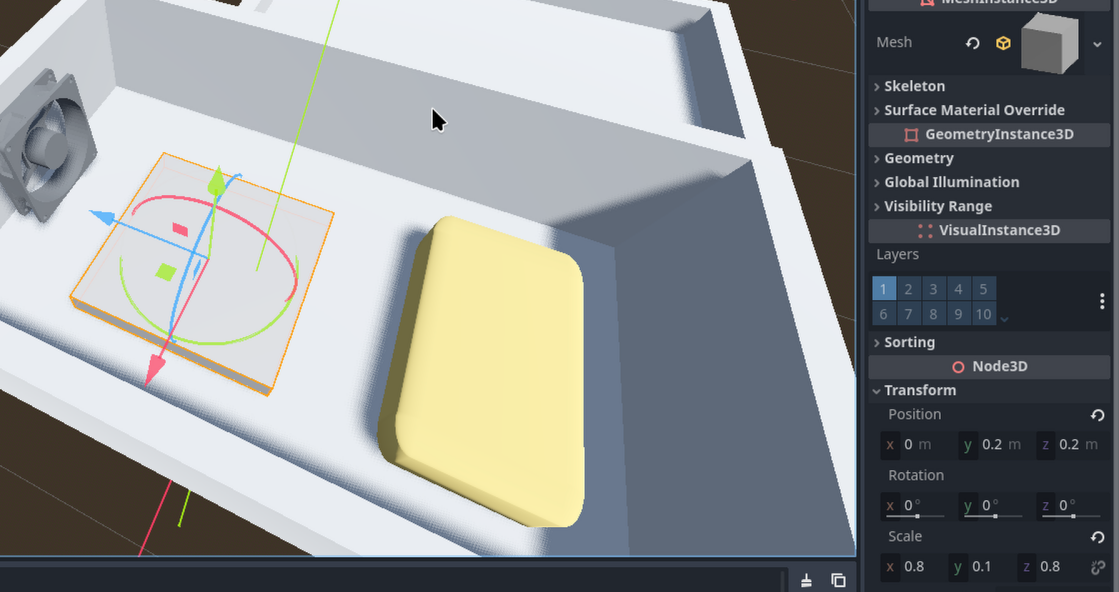 MeshInstance3D
Mesh
Skeleton
Surface Material Override
GeometryInstance3D
Geometry
Global Illumination
Visibility Range
VisualInstance3D
Layers
1 2 3 4 5
6 7 8 9 10
Sorting
Node3D
Transform
Position
x 0 m y 0.2 m z 0.2 m
Rotation
x 0° y 0° z 0°
Scale
x 0.8 y 0.1 z 0.8